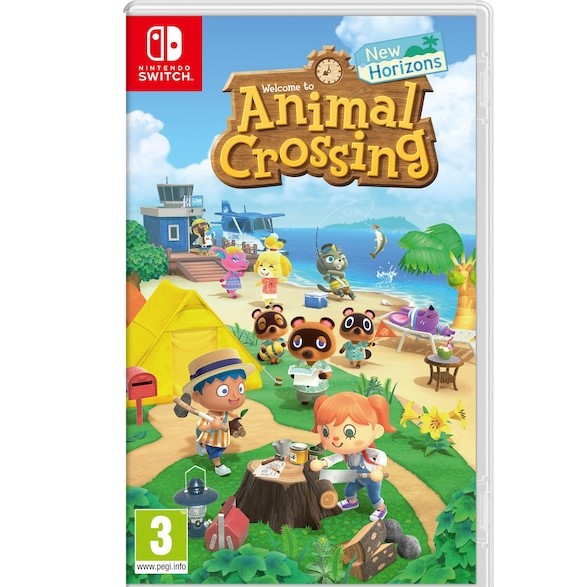 NINTENDO
SWITCH
New
Horizons
Welcome to
Animal
Crossing
3
www.pegi.info